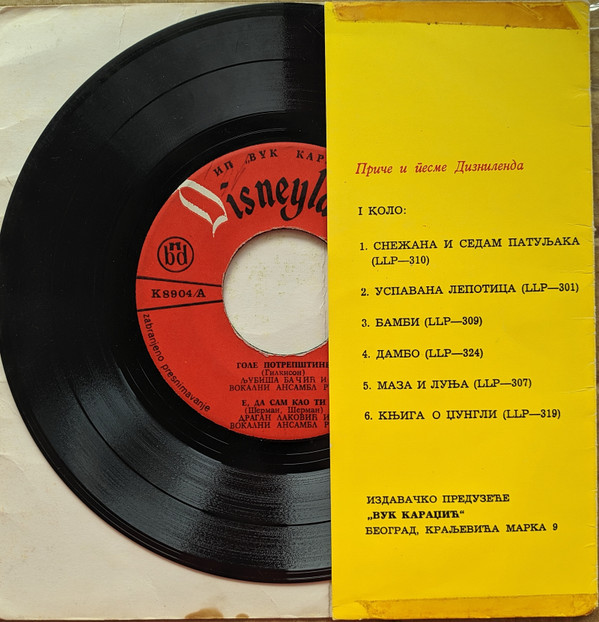 ИП „ВУК КАР
Disneyla
K8904/A
zabranjeno presnimavanje
ГОЛЕ ПОТРЕПШТИНЕ
(Гилкисон)
ЉУБИША БАЧИЋ И
ВОКАЛНИ АНСАМБЛ Р
Е, ДА САМ КАО ТИ
(Шерман, Шерман)
ДРАГАН ЛАКОВИЋ И
ВОКАЛНИ АНСАМБЛ Р
Приче и песме Дизниленда
I КОЛО:
1. СНЕЖАНА И СЕДАМ ПАТУЉАКА
(LLP—310)
2. УСПАВАНА ЛЕПОТИЦА (LLP—301)
3. БАМБИ (LLP—309)
4. ДАМБО (LLP—324)
5. МАЗА И ЛУЊА (LLP—307)
6. КЊИГА О ЏУНГЛИ (LLP—319)
ИЗДАВАЧКО ПРЕДУЗЕЋЕ
„ВУК КАРАЏИЋ“
БЕОГРАД, КРАЉЕВИЋА МАРКА 9